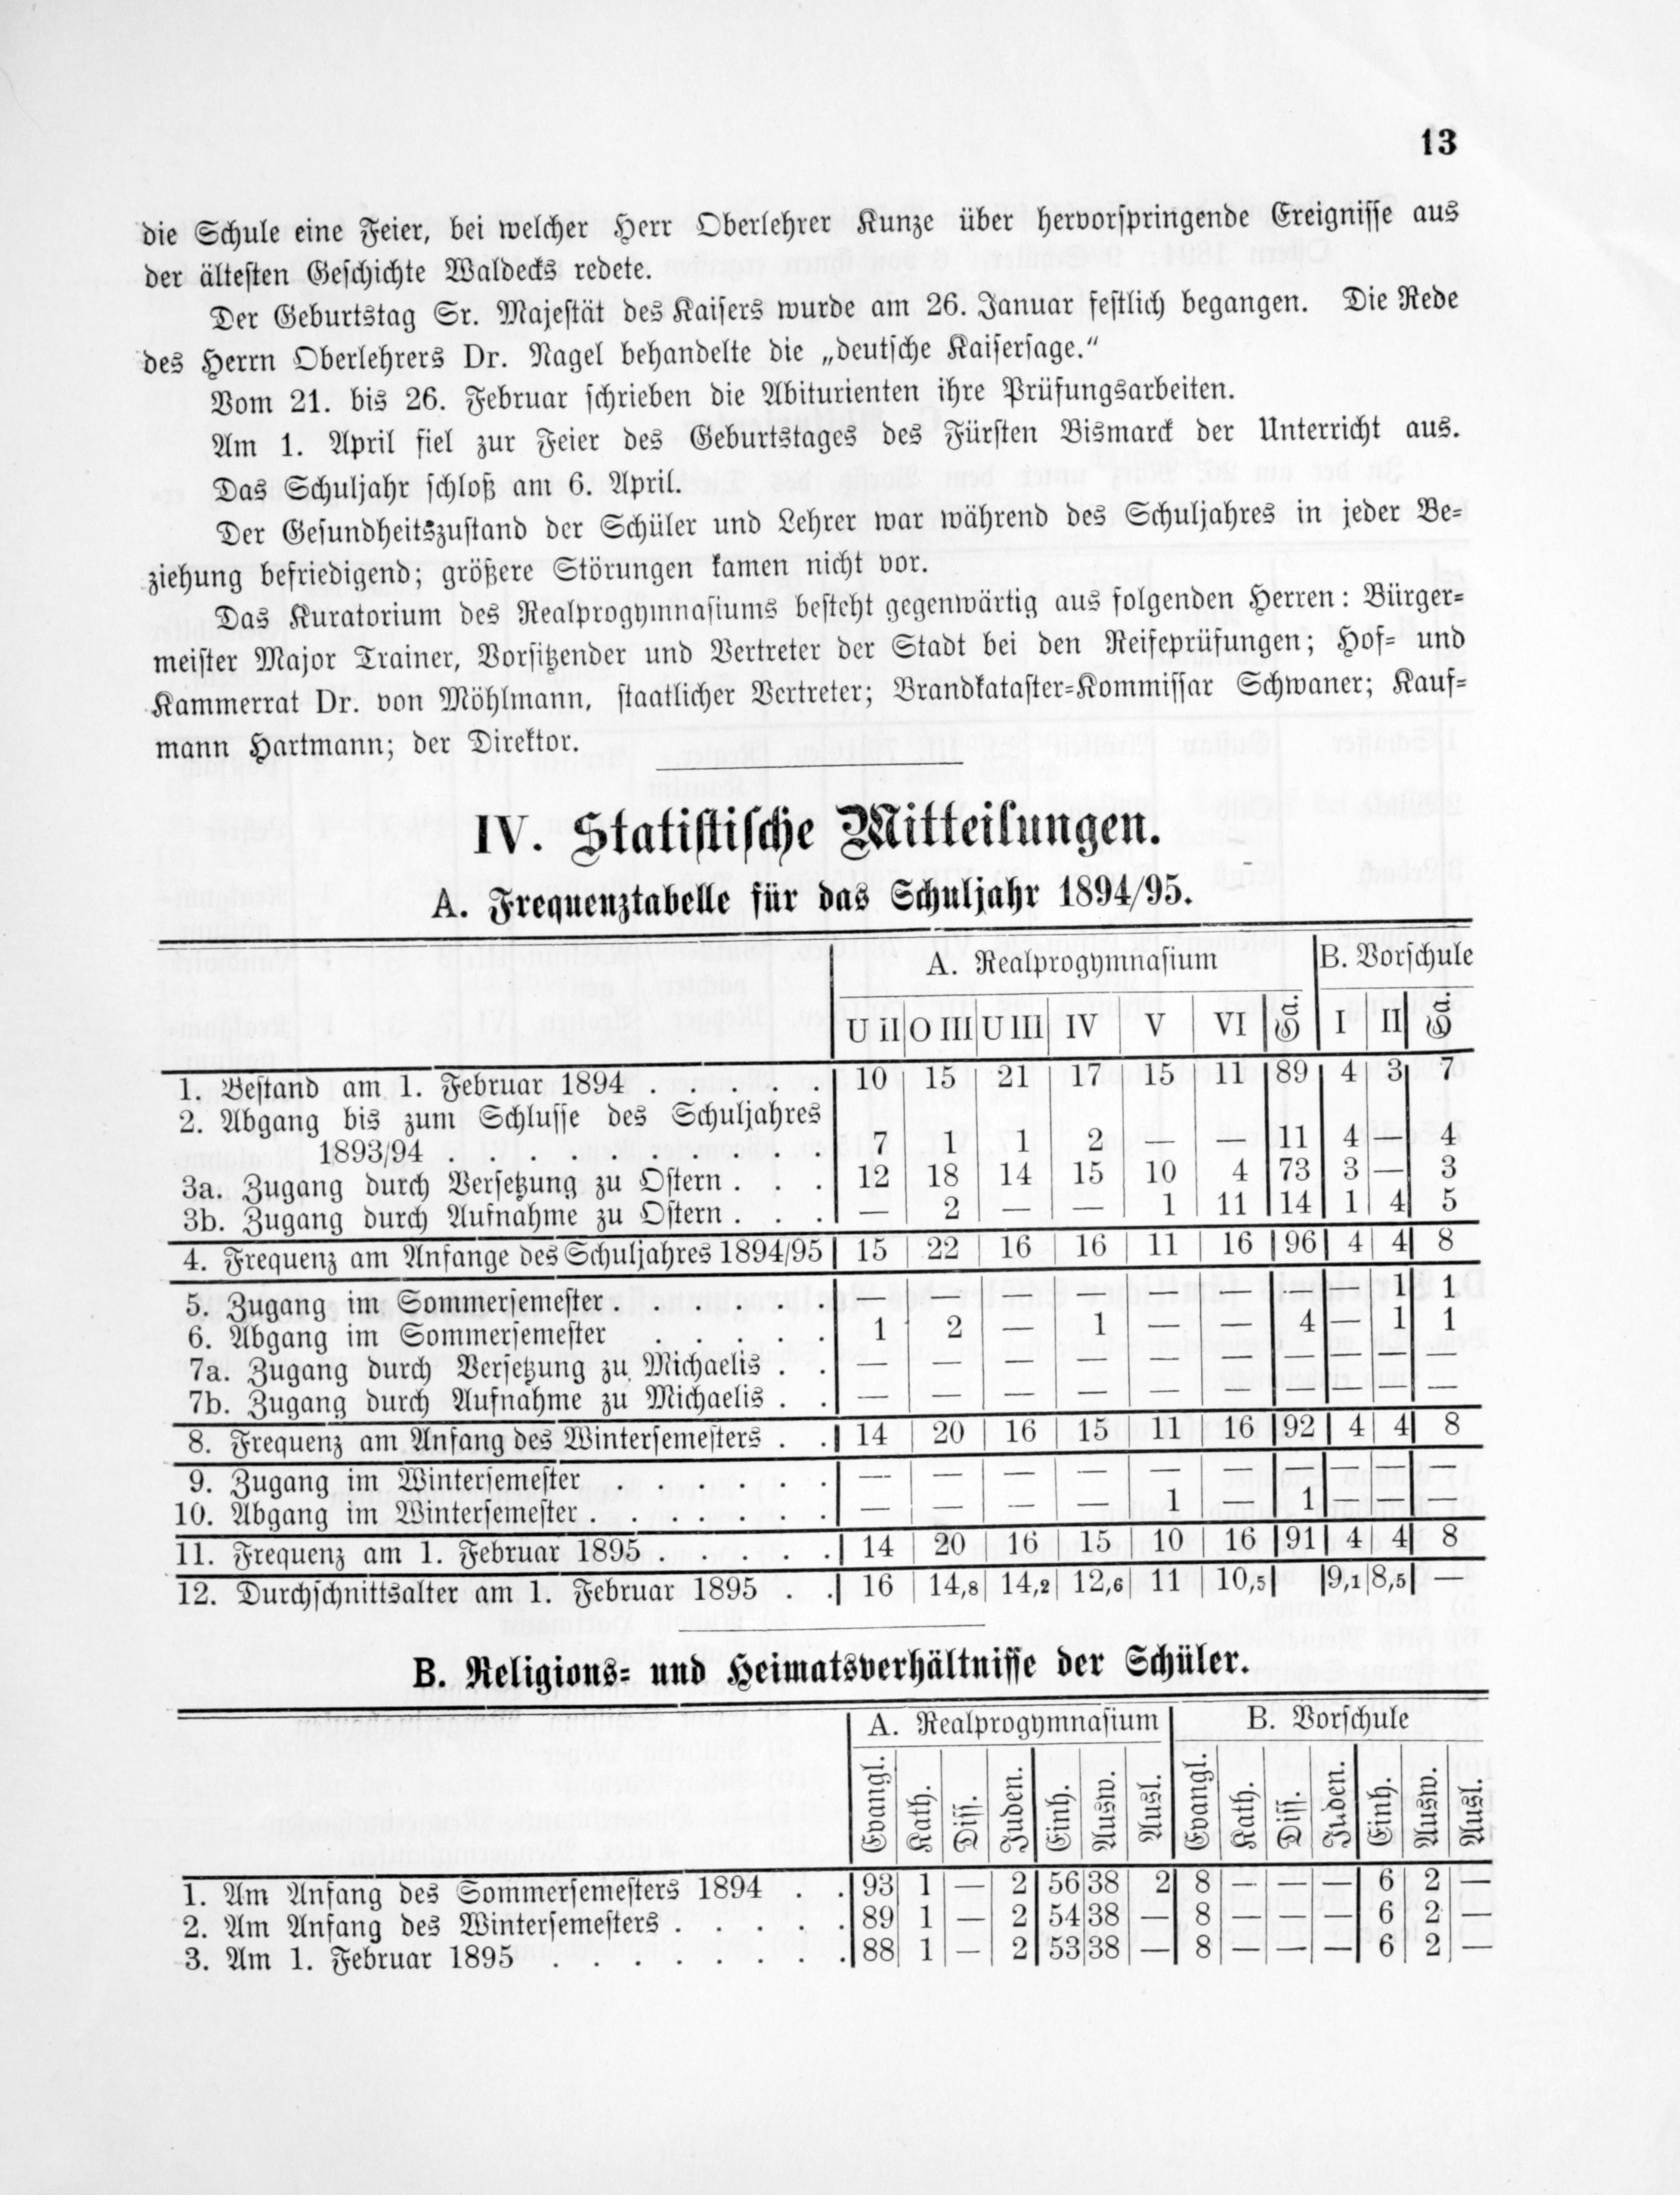 13
die Schule eine Feier, bei welcher Herr Oberlehrer Kunze über hervorspringende Ereignisse aus
der ältesten Geschichte Waldecks redete.
Der Geburtstag Sr. Majestät des Kaisers wurde am 26. Januar festlich begangen. Die Rede
des Herrn Oberlehrers Dr. Nagel behandelte die „deutsche Kaisersage.“
Vom 21. bis 26. Februar schrieben die Abiturienten ihre Prüfungsarbeiten.
Am 1. April fiel zur Feier des Geburtstages des Fürsten Bismarck der Unterricht aus.
Das Schuljahr schloß am 6. April.
Der Gesundheitszustand der Schüler und Lehrer war während des Schuljahres in jeder Be=
ziehung befriedigend; größere Störungen kamen nicht vor.
Das Kuratorium des Realprogymnasiums besteht gegenwärtig aus folgenden Herren: Bürger=
meister Major Trainer, Vorsitzender und Vertreter der Stadt bei den Reifeprüfungen; Hof= und
Kammerrat Dr. von Möhlmann, staatlicher Vertreter; Brandkataster=Kommissar Schwaner; Kauf=
mann Hartmann; der Direktor.
IV. Statistische Mitteilungen.
A. Frequenztabelle für das Schuljahr 1894/95.
A. Realprogymnasium B. Vorschule
U II O III U III IV V VI Sa. I II Sa.
1. Bestand am 1. Februar 1894 . . . . . 10 15 21 17 15 11 89 4 3 7
2. Abgang bis zum Schlusse des Schuljahres
1893/94 . . . . . . . . . . 7 1 1 2 — — 11 4 — 4
3a. Zugang durch Versetzung zu Ostern . . . 12 18 14 15 10 4 73 3 — 3
3b. Zugang durch Aufnahme zu Ostern . . . — 2 — — 1 11 14 1 4 5
4. Frequenz am Anfange des Schuljahres 1894/95 15 22 16 16 11 16 96 4 4 8
5. Zugang im Sommersemester . . . . . . — — — — — — — — 1 1
6. Abgang im Sommersemester . . . . . 1 2 — 1 — — 4 — 1 1
7a. Zugang durch Versetzung zu Michaelis . . — — — — — — — — — —
7b. Zugang durch Aufnahme zu Michaelis . . — — — — — — — — — —
8. Frequenz am Anfang des Wintersemesters . . 14 20 16 15 11 16 92 4 4 8
9. Zugang im Wintersemester . . . . . . — — — — — — — — — —
10. Abgang im Wintersemester . . . . . . — — — — 1 — 1
11. Frequenz am 1. Februar 1895 . . . . . 14 20 16 15 10 16 91 4 4 8
12. Durchschnittsalter am 1. Februar 1895 . . 16 14,8 14,2 12,6 11 10,5 9,1 8,5 —
B. Religions= und Heimatsverhältnisse der Schüler.
A. Realprogymnasium B. Vorschule
Evangl. Kath. Diss. Juden. Einh. Ausw. Ausl. Evangl. Kath. Diss. Juden. Einh. Ausw. Ausl.
1. Am Anfang des Sommersemesters 1894 . . 93 1 — 2 56 38 2 8 — — — 6 2 —
2. Am Anfang des Wintersemesters . . . . . 89 1 — 2 54 38 — 8 — — — 6 2 —
3. Am 1. Februar 1895 . . . . . . . 88 1 — 2 53 38 — 8 — — — 6 2 —